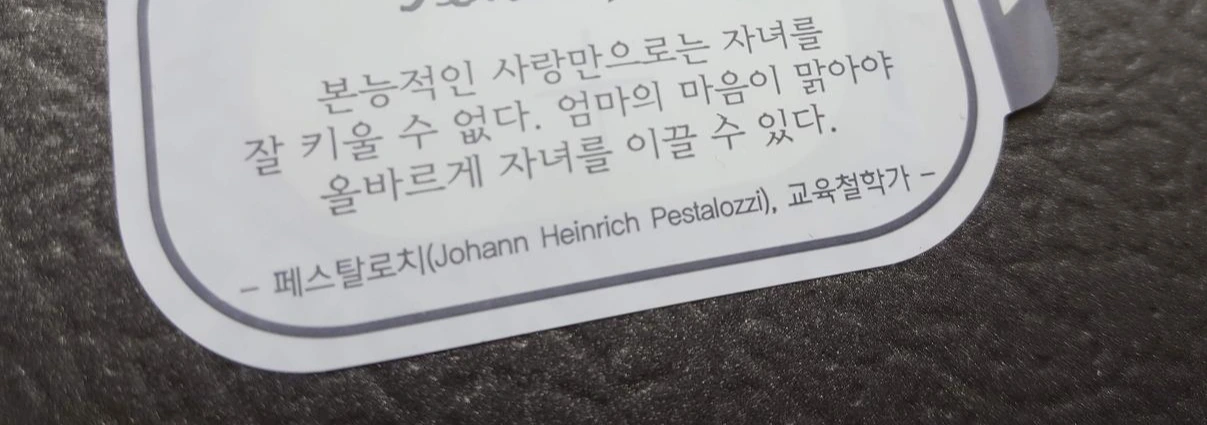 본능적인 사랑만으로는 자녀를
잘 키울 수 없다. 엄마의 마음이 맑아야
올바르게 자녀를 이끌 수 있다.
- 페스탈로치(Johann Heinrich Pestalozzi), 교육철학가 -